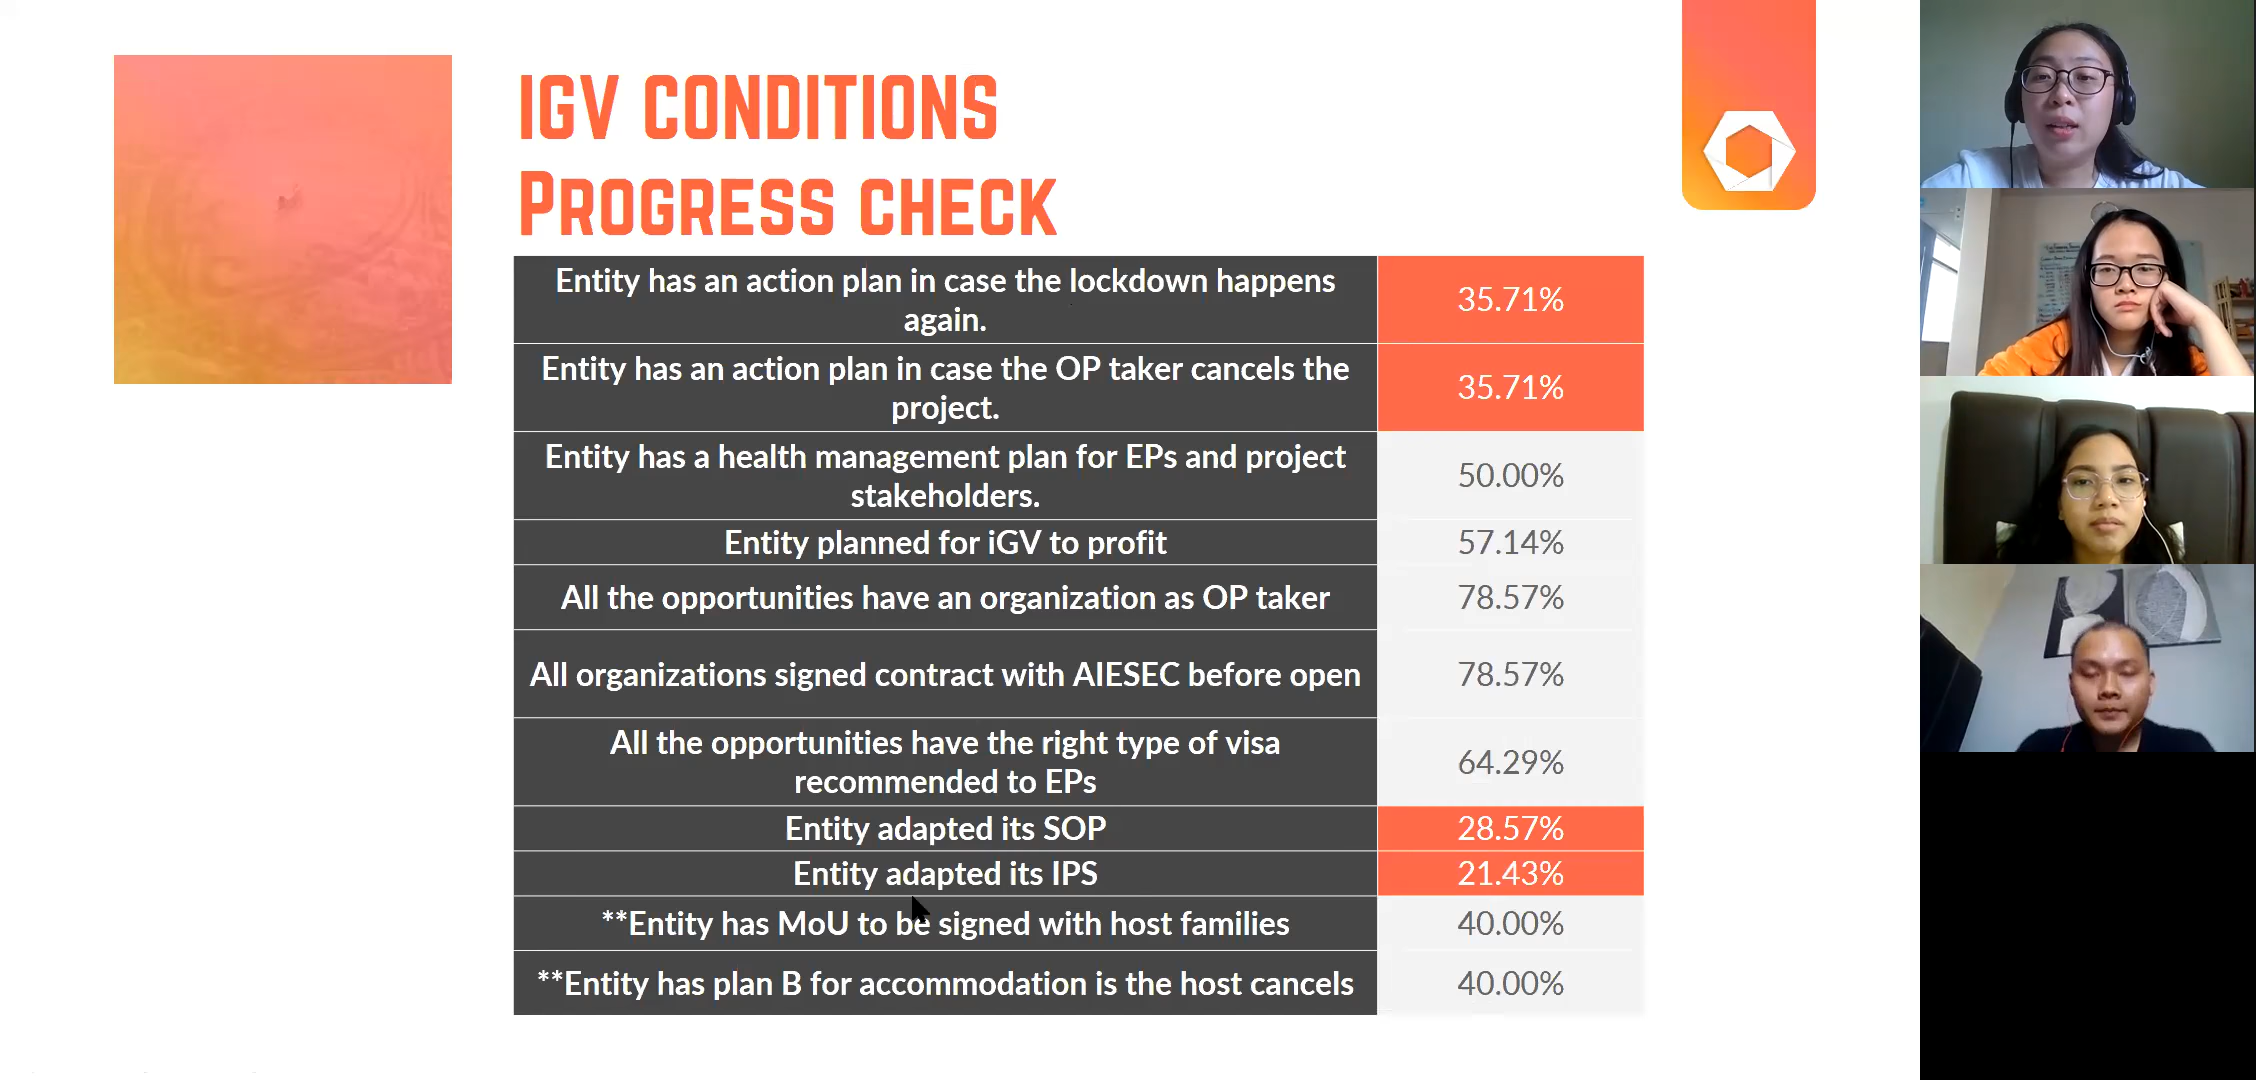 IGV CONDITIONS
PROGRESS CHECK
Entity has an action plan in case the lockdown happens
again.
35.71%
Entity has an action plan in case the OP taker cancels the
project.
35.71%
Entity has a health management plan for EPs and project
stakeholders.
50.00%
Entity planned for iGV to profit
57.14%
All the opportunities have an organization as OP taker
78.57%
All organizations signed contract with AIESEC before open
78.57%
All the opportunities have the right type of visa
recommended to EPs
64.29%
Entity adapted its SOP
28.57%
Entity adapted its IPS
21.43%
**Entity has MoU to be signed with host families
40.00%
**Entity has plan B for accommodation is the host cancels
40.00%